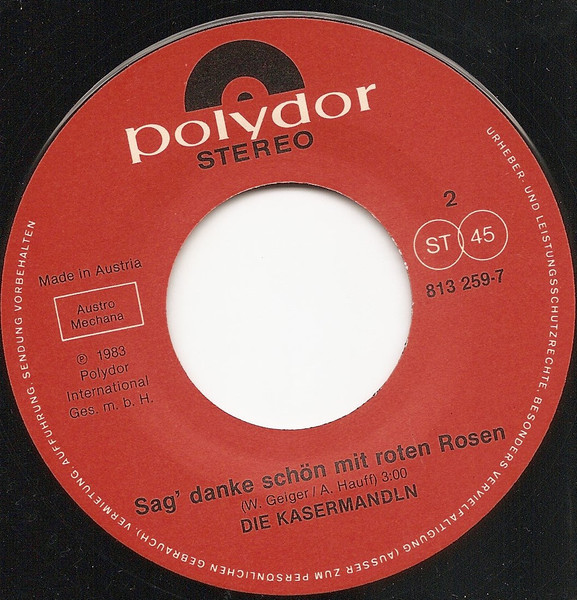 polydor
STEREO
2
ST 45
813 259-7
Made in Austria
Austro
Mechana
℗ 1983
Polydor
International
Ges. m. b. H.
Sag' danke schön mit roten Rosen
(W. Geiger / A. Hauff) 3:00
DIE KASERMANDLN
URHEBER- UND LEISTUNGSSCHUTZRECHTE, BESONDERS VERVIELFÄLTIGUNG (AUSSER ZUM PERSÖNLICHEN GEBRAUCH), VERMIETUNG, AUFFÜHRUNG, SENDUNG VORBEHALTEN